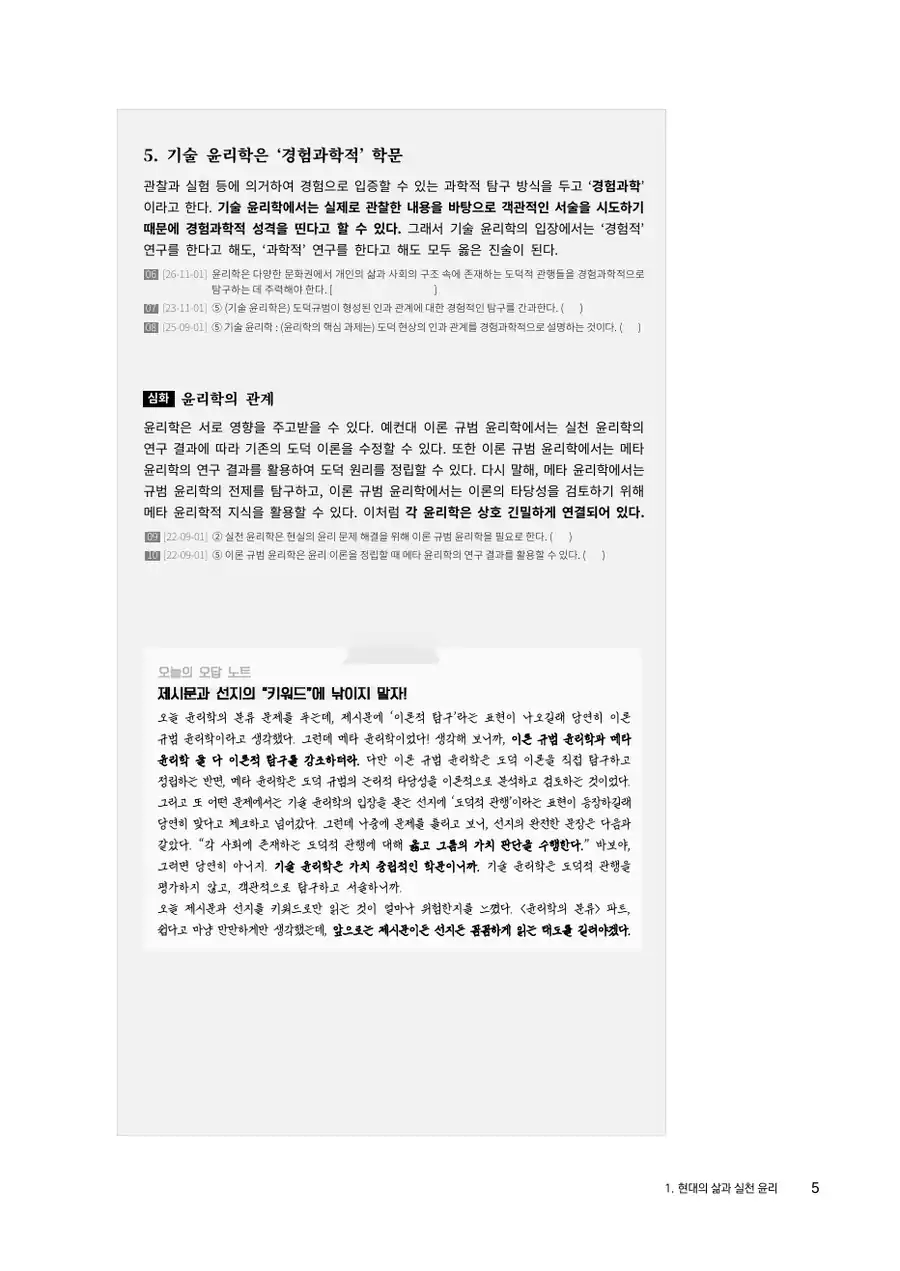 5. 기술 윤리학은 ‘경험과학적’ 학문
관찰과 실험 등에 의거하여 경험으로 입증할 수 있는 과학적 탐구 방식을 두고 ‘경험과학’
이라고 한다. 기술 윤리학에서는 실제로 관찰한 내용을 바탕으로 객관적인 서술을 시도하기
때문에 경험과학적 성격을 띤다고 할 수 있다. 그래서 기술 윤리학의 입장에서는 ‘경험적’
연구를 한다고 해도, ‘과학적’ 연구를 한다고 해도 모두 옳은 진술이 된다.
06 [26-11-01] 윤리학은 다양한 문화권에서 개인의 삶과 사회의 구조 속에 존재하는 도덕적 관행들을 경험과학적으로
탐구하는 데 주력해야 한다. [ ]
07 [23-11-01] ⑤ (기술 윤리학은) 도덕규범이 형성된 인과 관계에 대한 경험적인 탐구를 간과한다. ( )
08 [25-09-01] ⑤ 기술 윤리학 : (윤리학의 핵심 과제는) 도덕 현상의 인과 관계를 경험과학적으로 설명하는 것이다. ( )
심화 윤리학의 관계
윤리학은 서로 영향을 주고받을 수 있다. 예컨대 이론 규범 윤리학에서는 실천 윤리학의
연구 결과에 따라 기존의 도덕 이론을 수정할 수 있다. 또한 이론 규범 윤리학에서는 메타
윤리학의 연구 결과를 활용하여 도덕 원리를 정립할 수 있다. 다시 말해, 메타 윤리학에서는
규범 윤리학의 전제를 탐구하고, 이론 규범 윤리학에서는 이론의 타당성을 검토하기 위해
메타 윤리학적 지식을 활용할 수 있다. 이처럼 각 윤리학은 상호 긴밀하게 연결되어 있다.
09 [22-09-01] ② 실천 윤리학은 현실의 윤리 문제 해결을 위해 이론 규범 윤리학을 필요로 한다. ( )
10 [22-09-01] ⑤ 이론 규범 윤리학은 윤리 이론을 정립할 때 메타 윤리학의 연구 결과를 활용할 수 있다. ( )
오늘의 오답 노트
제시문과 선지의 “키워드”에 낚이지 말자!
오늘 윤리학의 분류 문제를 푸는데, 제시문에 ‘이론적 탐구’라는 표현이 나오길래 당연히 이론
규범 윤리학이라고 생각했다. 그런데 메타 윤리학이었다! 생각해 보니까, 이론 규범 윤리학과 메타
윤리학 둘 다 이론적 탐구를 강조하더라. 다만 이론 규범 윤리학은 도덕 이론을 직접 탐구하고
정립하는 반면, 메타 윤리학은 도덕 규범의 논리적 타당성을 이론적으로 분석하고 검토하는 것이었다.
그리고 또 어떤 문제에서는 기술 윤리학의 입장을 묻는 선지에 ‘도덕적 관행’이라는 표현이 등장하길래
당연히 맞다고 체크하고 넘어갔다. 그런데 나중에 문제를 틀리고 보니, 선지의 완전한 문장은 다음과
같았다. “각 사회에 존재하는 도덕적 관행에 대해 옳고 그름의 가치 판단을 수행한다.” 바보야,
그러면 당연히 아니지. 기술 윤리학은 가치 중립적인 학문이니까. 기술 윤리학은 도덕적 관행을
평가하지 않고, 객관적으로 탐구하고 서술하니까.
오늘 제시문과 선지를 키워드로만 읽는 것이 얼마나 위험한지를 느꼈다. <윤리학의 분류> 파트,
쉽다고 마냥 만만하게만 생각했는데, 앞으로는 제시문이든 선지든 꼼꼼하게 읽는 태도를 길러야겠다.
1. 현대의 삶과 실천 윤리 5